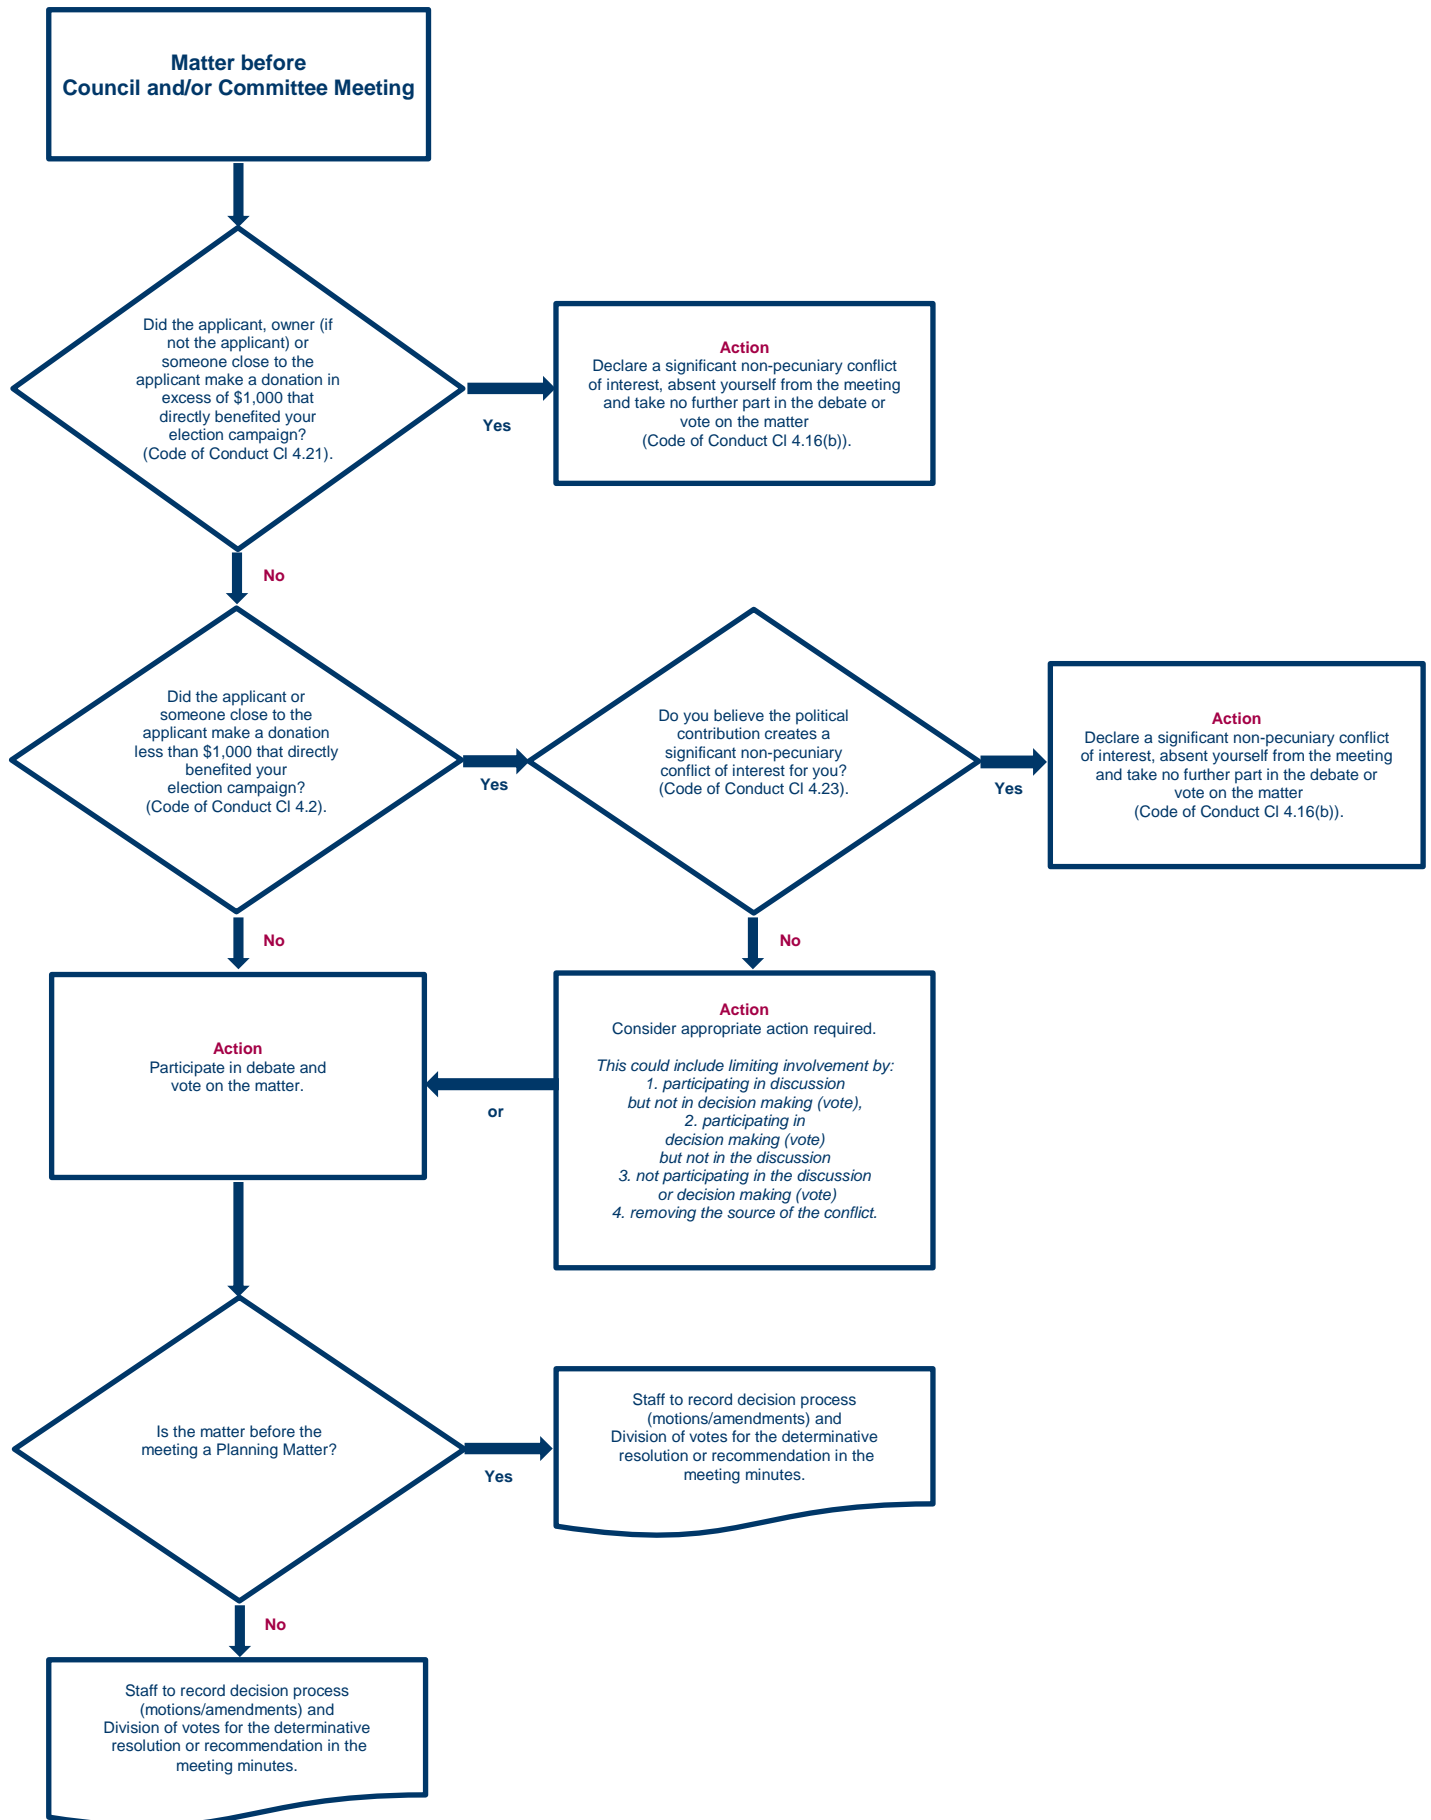 Matter before
Council and/or Committee Meeting
Did the applicant, owner (if
not the applicant) or
someone close to the
applicant make a donation in
excess of $1,000 that
directly benefited your
election campaign?
(Code of Conduct Cl 4.21).
Yes
Action
Declare a significant non-pecuniary conflict
of interest, absent yourself from the meeting
and take no further part in the debate or
vote on the matter
(Code of Conduct Cl 4.16(b)).
No
Did the applicant or
someone close to the
applicant make a donation
less than $1,000 that directly
benefited your
election campaign?
(Code of Conduct Cl 4.2).
Yes
Do you believe the political
contribution creates a
significant non-pecuniary
conflict of interest for you?
(Code of Conduct Cl 4.23).
Yes
Action
Declare a significant non-pecuniary conflict
of interest, absent yourself from the meeting
and take no further part in the debate or
vote on the matter
(Code of Conduct Cl 4.16(b)).
No
No
Action
Participate in debate and
vote on the matter.
or
Action
Consider appropriate action required.
This could include limiting involvement by:
1. participating in discussion
but not in decision making (vote),
2. participating in
decision making (vote)
but not in the discussion
3. not participating in the discussion
or decision making (vote)
4. removing the source of the conflict.
Is the matter before the
meeting a Planning Matter?
Yes
Staff to record decision process
(motions/amendments) and
Division of votes for the determinative
resolution or recommendation in the
meeting minutes.
No
Staff to record decision process
(motions/amendments) and
Division of votes for the determinative
resolution or recommendation in the
meeting minutes.